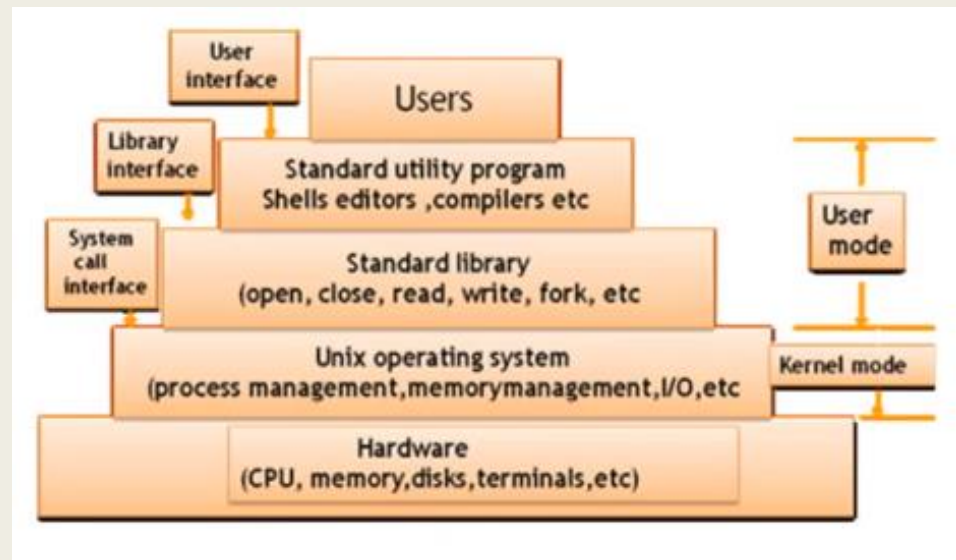 User
interface
Users
Library
interface
Standard utility program
Shells editors ,compilers etc
System
call
interface
Standard library
(open, close, read, write, fork, etc
User
mode
Unix operating system
(process management,memorymanagement,I/O,etc
Kernel mode
Hardware
(CPU, memory,disks,terminals,etc)